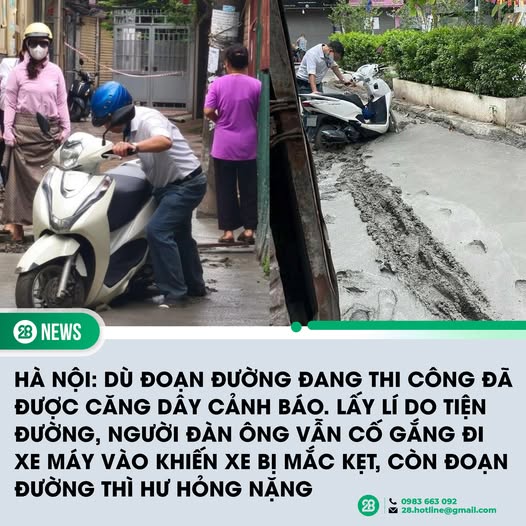 28 NEWS
HÀ NỘI: DÙ ĐOẠN ĐƯỜNG ĐANG THI CÔNG ĐÃ
ĐƯỢC CĂNG DÂY CẢNH BÁO. LẤY LÍ DO TIỆN
ĐƯỜNG, NGƯỜI ĐÀN ÔNG VẪN CỐ GẮNG ĐI
XE MÁY VÀO KHIẾN XE BỊ MẮC KẸT, CÒN ĐOẠN
ĐƯỜNG THÌ HƯ HỎNG NẶNG
28
0983 663 092
28.hotline@gmail.com